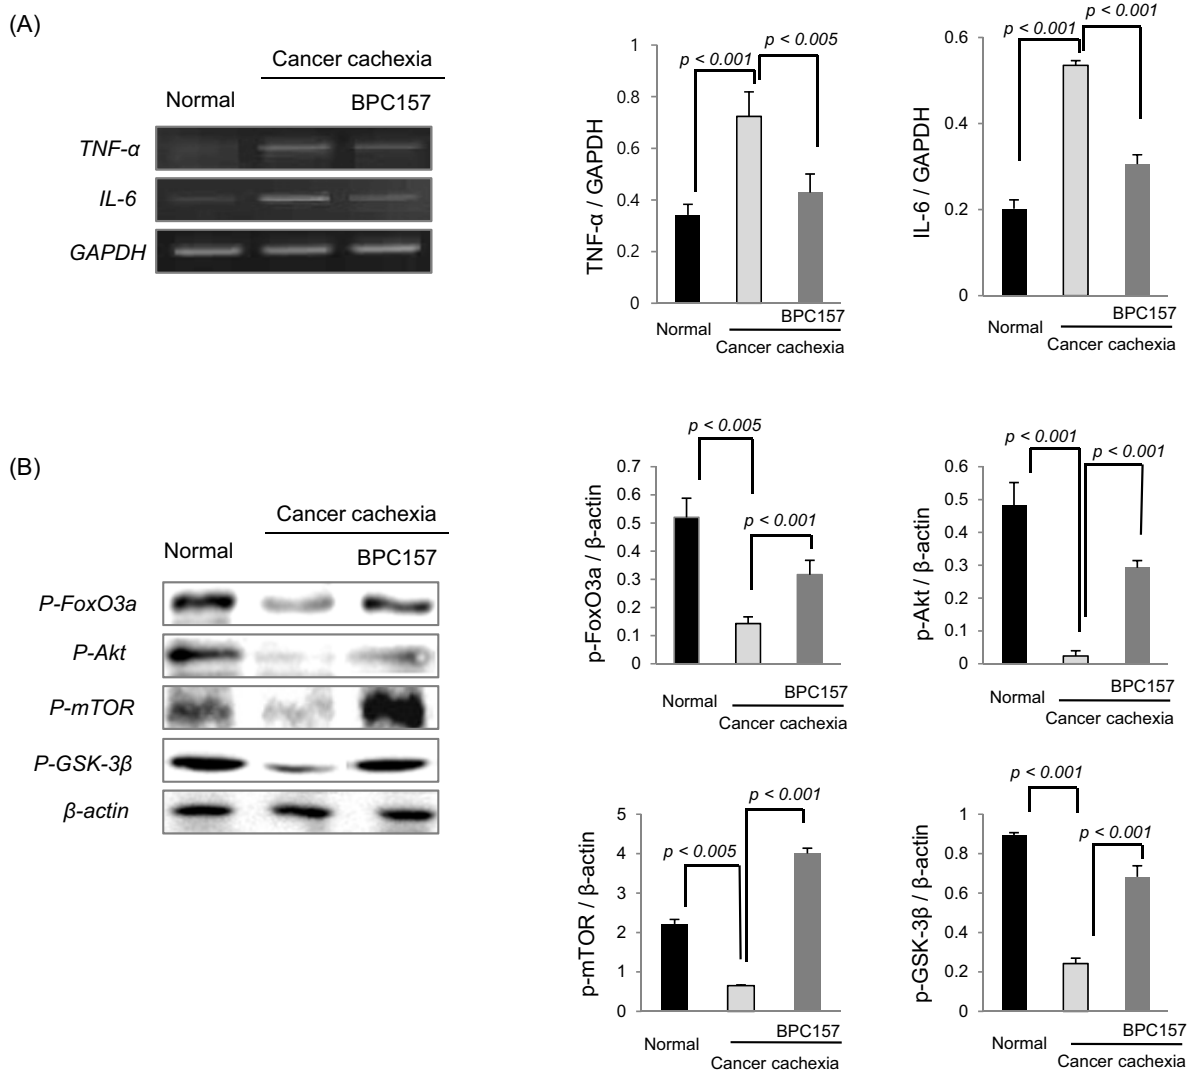 (A)
Cancer cachexia
Normal
BPC157
TNF-α
IL-6
GAPDH
p < 0.001
p < 0.005
TNF-α / GAPDH
1
0.8
0.6
0.4
0.2
0
Normal
BPC157
Cancer cachexia
p < 0.001
p < 0.001
IL-6 / GAPDH
0.6
0.4
0.2
0
Normal
BPC157
Cancer cachexia
(B)
Cancer cachexia
Normal
BPC157
P-FoxO3a
P-Akt
P-mTOR
P-GSK-3β
β-actin
p < 0.005
p < 0.001
p-FoxO3a / β-actin
0.7
0.6
0.5
0.4
0.3
0.2
0.1
0
Normal
BPC157
Cancer cachexia
p < 0.001
p < 0.001
p-Akt / β-actin
0.6
0.5
0.4
0.3
0.2
0.1
0
Normal
BPC157
Cancer cachexia
p < 0.001
p < 0.005
p-mTOR / β-actin
5
4
3
2
1
0
Normal
BPC157
Cancer cachexia
p < 0.001
p < 0.001
p-GSK-3β / β-actin
1
0.8
0.6
0.4
0.2
0
Normal
BPC157
Cancer cachexia